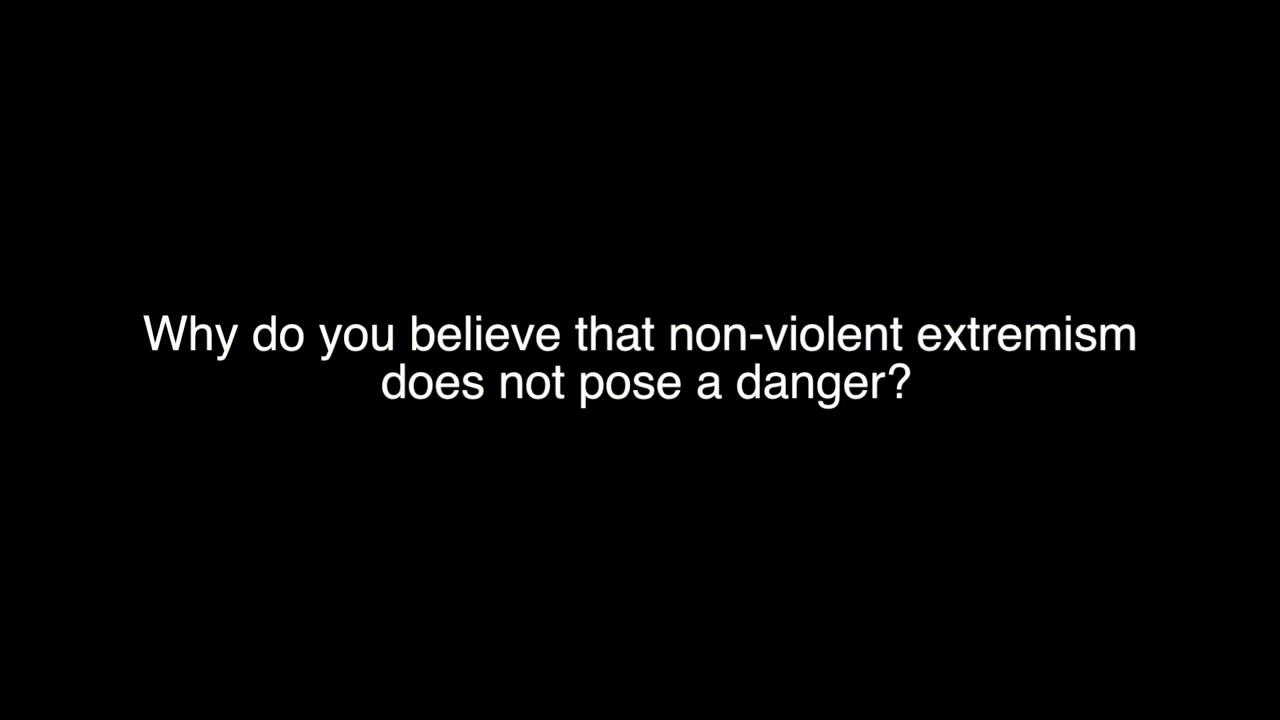 Why do you believe that non-violent extremism
does not pose a danger?